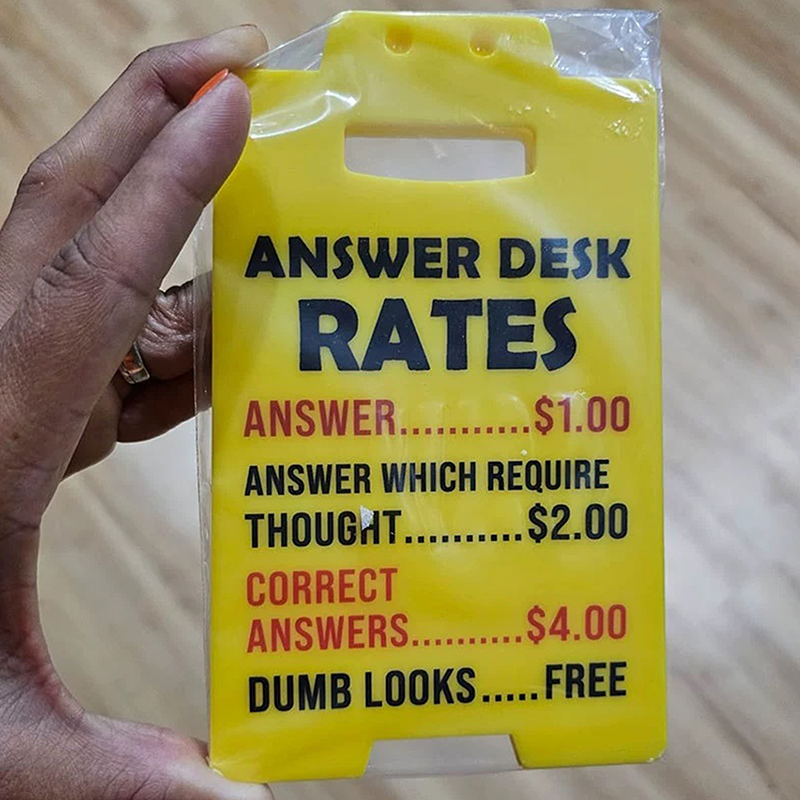 ANSWER DESK
RATES
ANSWER...........$1.00
ANSWER WHICH REQUIRE
THOUGHT..........$2.00
CORRECT
ANSWERS..........$4.00
DUMB LOOKS.....FREE